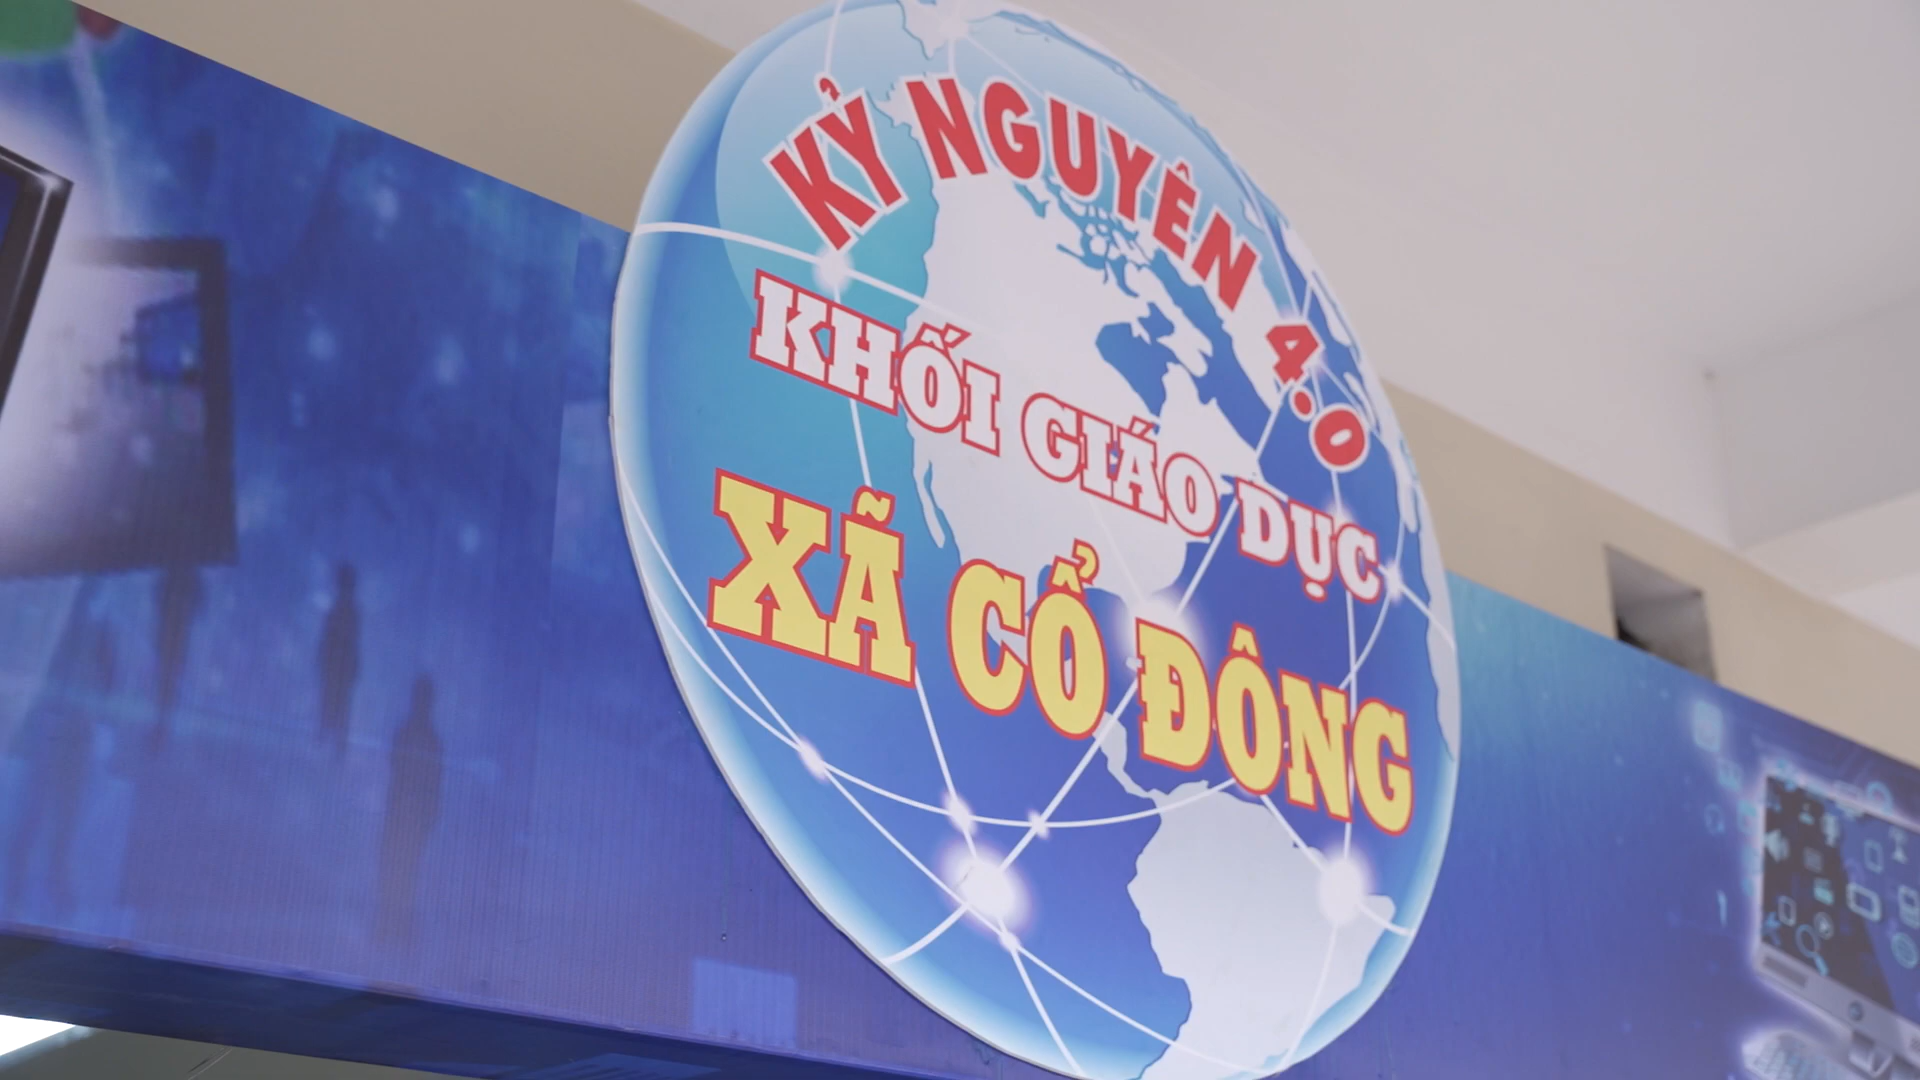 KỶ NGUYÊN 4.0
KHỐI GIÁO DỤC
XÃ CỔ ĐÔNG